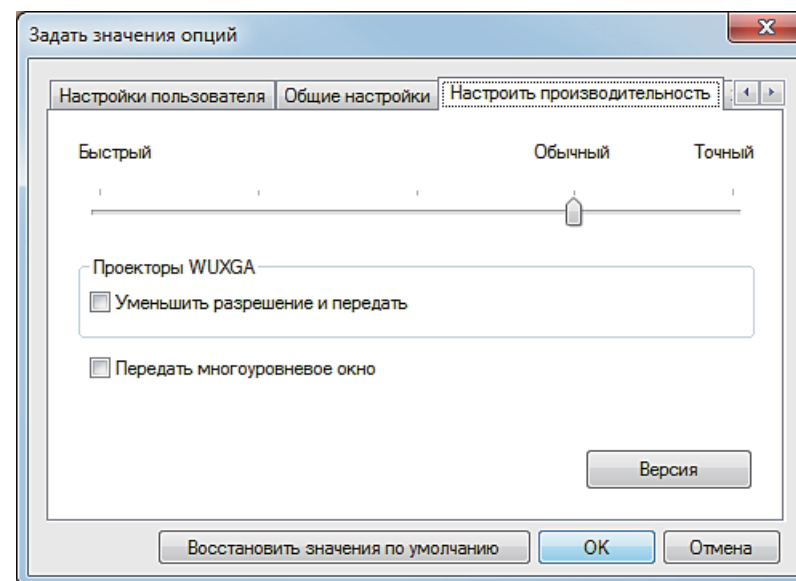 Задать значения опций
Настройки пользователя Общие настройки Настроить производительность
Быстрый Обычный Точный
Проекторы WUXGA
Уменьшить разрешение и передать
Передать многоуровневое окно
Версия
Восстановить значения по умолчанию OK Отмена